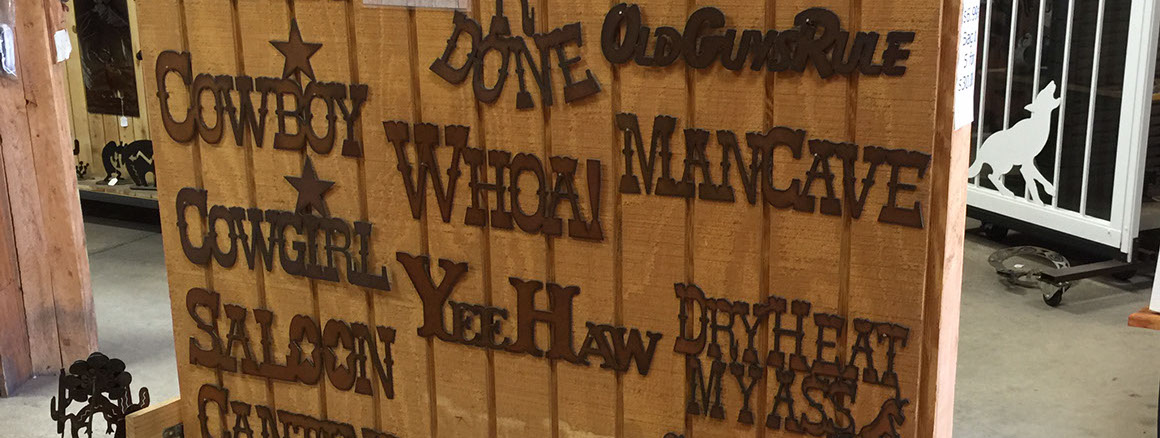 DONE
OLDGUYSRULE
COWBOY
WHOA!
MANCAVE
COWGIRL
YEEHAW
SALOON
DRYHEAT
MYASS